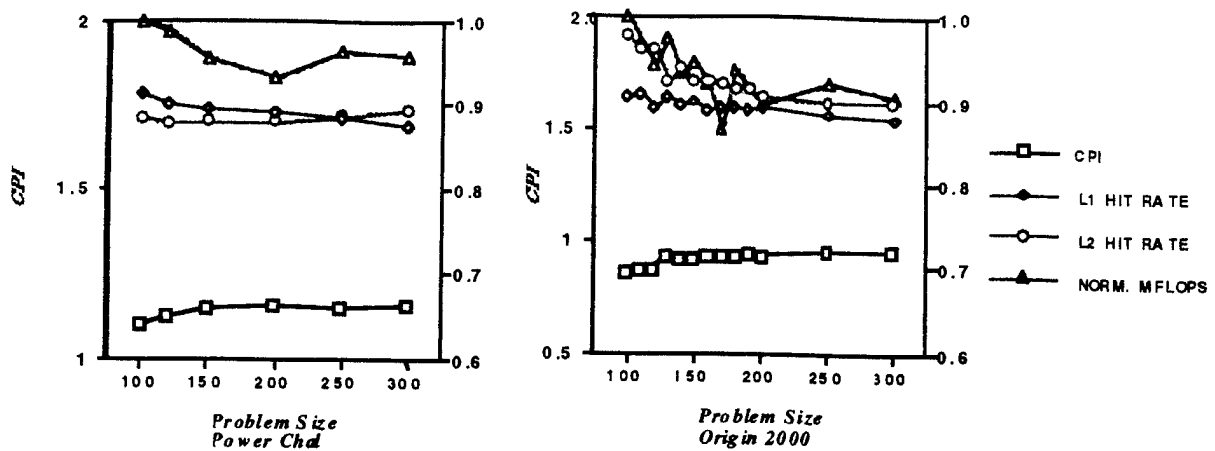 2
1.5
1
CPI
1.0
0.9
0.8
0.7
0.6
100 150 200 250 300
Problem Size
Power Chal
2.0
1.5
1
0.5
CPI
1.0
0.9
0.8
0.7
0.6
100 150 200 250 300
Problem Size
Origin 2000
CPI
L1 HIT RATE
L2 HIT RATE
NORM. MFLOPS